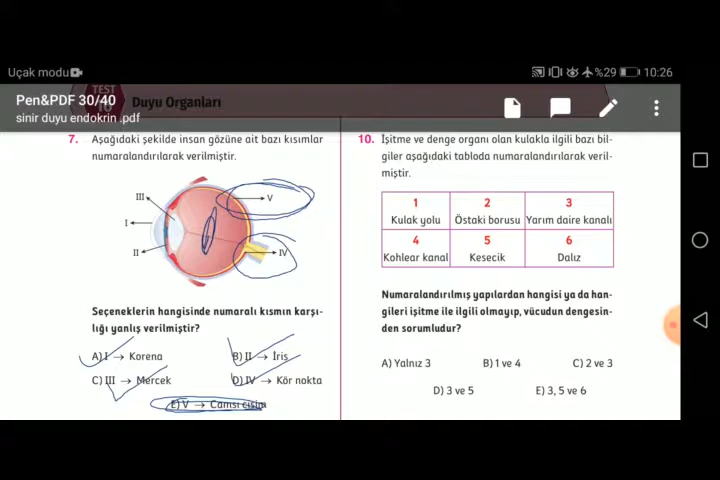 Uçak modu
%29 10:26
TEST
10
Duyu Organları
Pen&PDF 30/40
sinir duyu endokrin .pdf
7. Aşağıdaki şekilde insan gözüne ait bazı kısımlar
numaralandırılarak verilmiştir.
III
V
I
II
IV
Seçeneklerin hangisinde numaralı kısmın karşı-
lığı yanlış verilmiştir?
A) I → Korena
B) II → İris
C) III → Mercek
D) IV → Kör nokta
E) V → Camsı cisim
10. İşitme ve denge organı olan kulakla ilgili bazı bil-
giler aşağıdaki tabloda numaralandırılarak veril-
miştir.
1 2 3
Kulak yolu Östaki borusu Yarım daire kanalı
4 5 6
Kohlear kanal Kesecik Dalız
Numaralandırılmış yapılardan hangisi ya da han-
gileri işitme ile ilgili olmayıp, vücudun dengesin-
den sorumludur?
A) Yalnız 3 B) 1 ve 4 C) 2 ve 3
D) 3 ve 5 E) 3, 5 ve 6